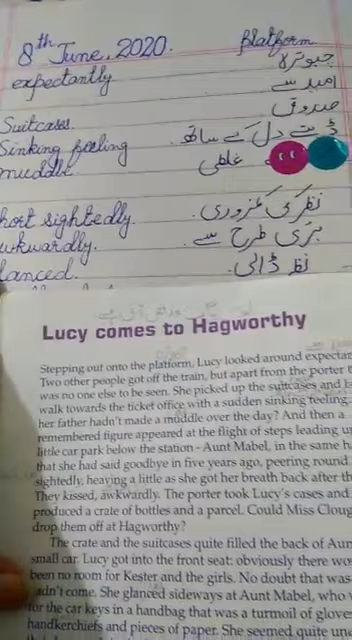 8th June, 2020. platform
چبوترا
expectantly امید سے
Suitcases صندوق
Sinking feeling ڈوبتے دل کے ساتھ
muddle غلطی
hort sightedly. نظر کی کمزوری.
wkwardly. بری طرح سے
lanced. نظر ڈالی.
Lucy comes to Hagworthy
Stepping out onto the platform, Lucy looked around expectan
Two other people got off the train, but apart from the porter t
was no one else to be seen. She picked up the suitcases and b
walk towards the ticket office with a sudden sinking feeling.
her father hadn't made a muddle over the day? And then a
remembered figure appeared at the flight of steps leading u
little car park below the station - Aunt Mabel, in the same h
that she had said goodbye in five years ago, peering round
sightedly, heaving a little as she got her breath back after th
They kissed, awkwardly. The porter took Lucy's cases and
produced a crate of bottles and a parcel. Could Miss Cloug
drop them off at Hagworthy?
The crate and the suitcases quite filled the back of Aun
small car. Lucy got into the front seat: obviously there wo
been no room for Kester and the girls. No doubt that was
adn't come. She glanced sideways at Aunt Mabel, who w
for the car keys in a handbag that was a turmoil of glove
handkerchiefs and pieces of paper. She seemed quite un